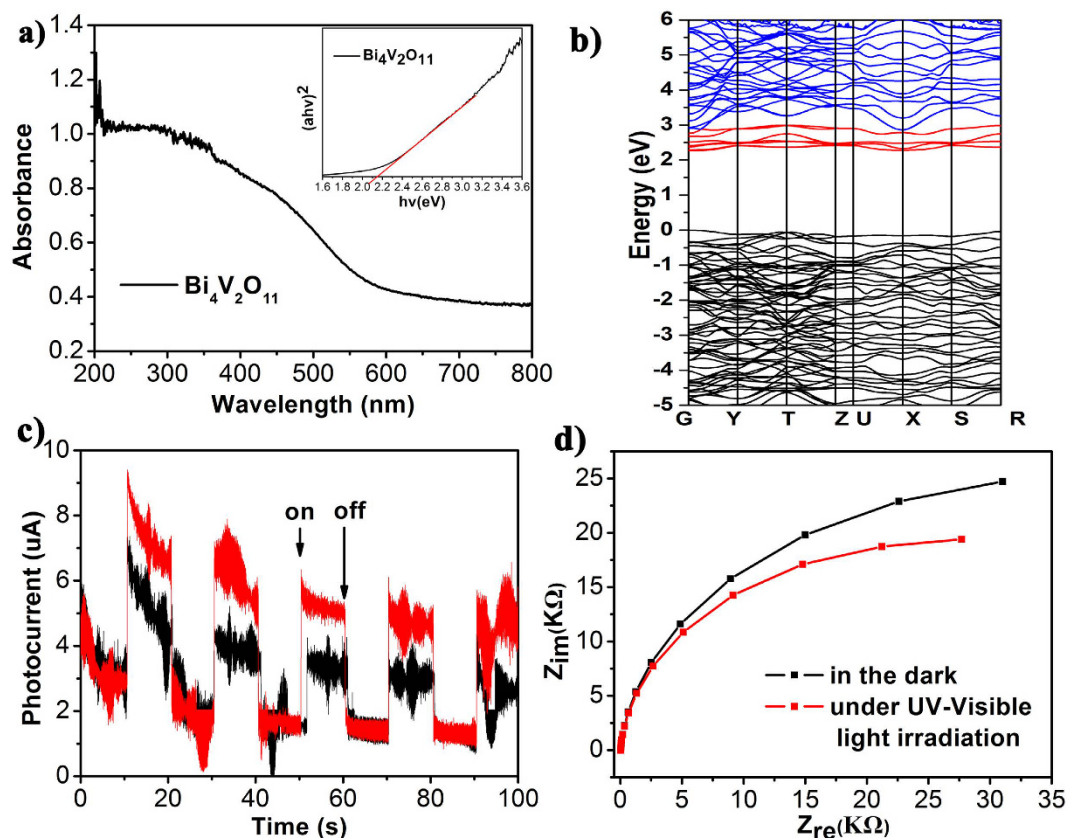 a)
1.4
1.2
1.0
0.8
0.6
0.4
0.2
Absorbance
200 300 400 500 600 700 800
Wavelength (nm)
Bi4V2O11
Bi4V2O11
(ahv)2
1.6 1.8 2.0 2.2 2.4 2.6 2.8 3.0 3.2 3.4 3.6
hv(eV)
b)
6
5
4
3
2
1
0
-1
-2
-3
-4
-5
Energy (eV)
G Y T Z U X S R
c)
10
8
6
4
2
0
Photocurrent (uA)
on off
0 20 40 60 80 100
Time (s)
d)
25
20
15
10
5
0
Zim(KΩ)
in the dark
under UV-Visible
light irradiation
0 5 10 15 20 25 30 35
Zre(KΩ)